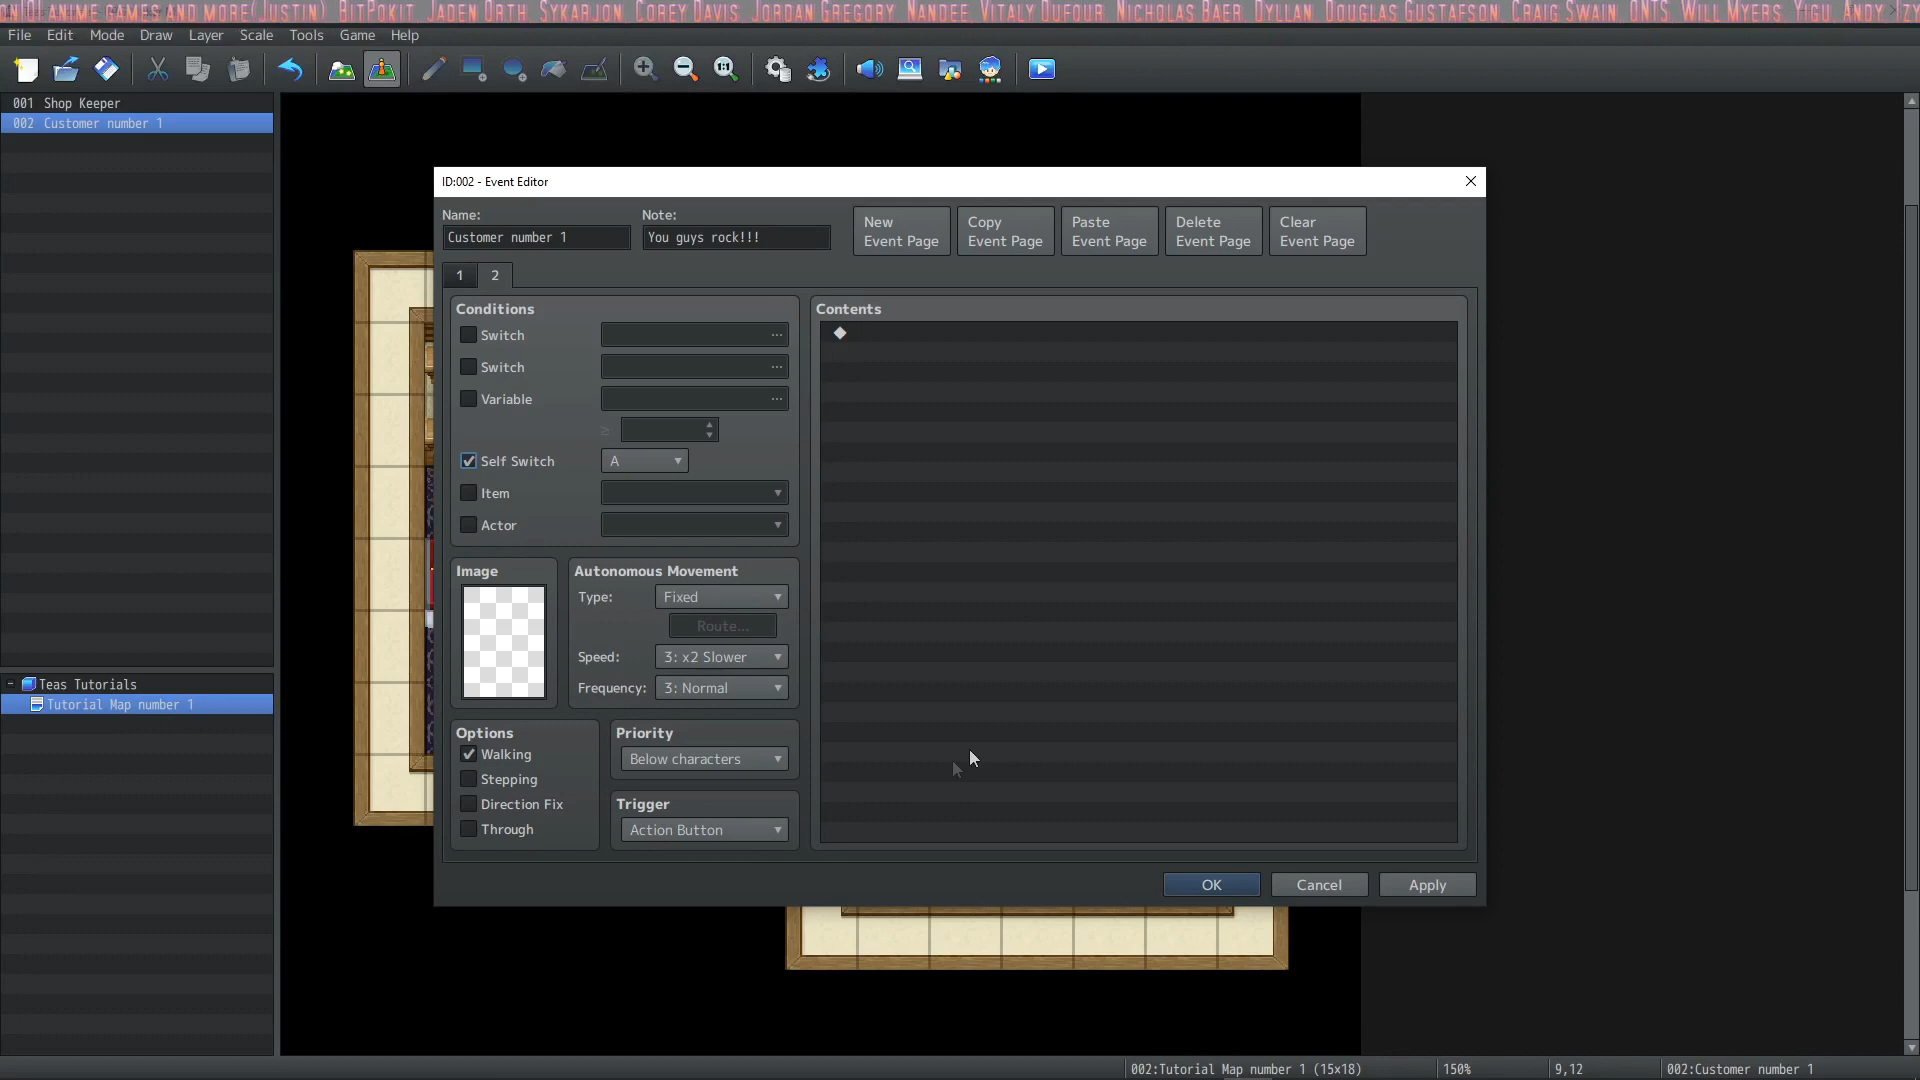 Oh Anime Games and more(Justin)  BitPokit, Jaden Orth, Sykarjon, Corey Davis, Jordan Gregory, Nandee, Vitaly Dufour, Nicholas Baer, Dyllan, Douglas Gustafson, Craig Swain, ONTS, Will Myers, Yigu, Andy Izy
File Edit Mode Draw Layer Scale Tools Game Help
001 Shop Keeper
002 Customer number 1
ID:002 - Event Editor
Name:
Note:
Customer number 1
You guys rock!!!
New Event Page
Copy Event Page
Paste Event Page
Delete Event Page
Clear Event Page
1 2
Conditions
Switch ...
Switch ...
Variable ...
≥
Self Switch A
Item
Actor
Image
Autonomous Movement
Type: Fixed
Route...
Speed: 3: x2 Slower
Frequency: 3: Normal
Options
Walking
Stepping
Direction Fix
Through
Priority
Below characters
Trigger
Action Button
Contents
OK Cancel Apply
Teas Tutorials
Tutorial Map number 1
002:Tutorial Map number 1 (15x18) 150% 9,12 002:Customer number 1